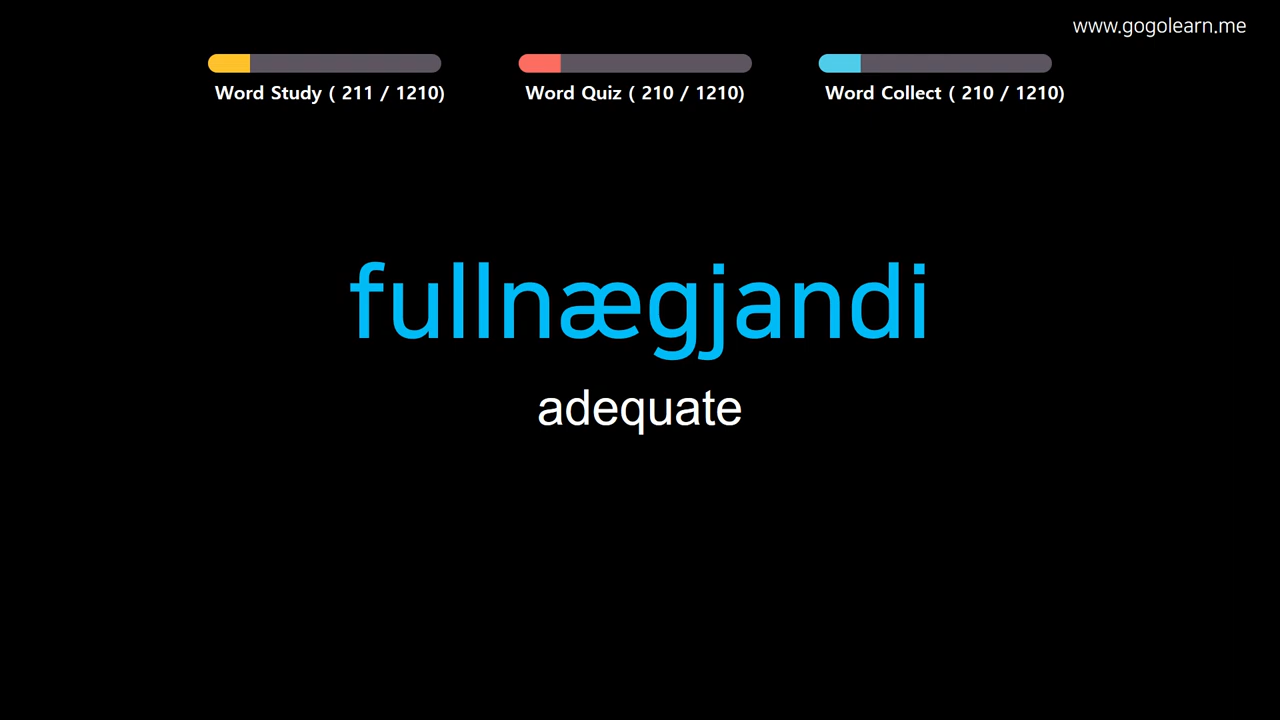 www.gogolearn.me
Word Study ( 211 / 1210)
Word Quiz ( 210 / 1210)
Word Collect ( 210 / 1210)
fullnægjandi
adequate